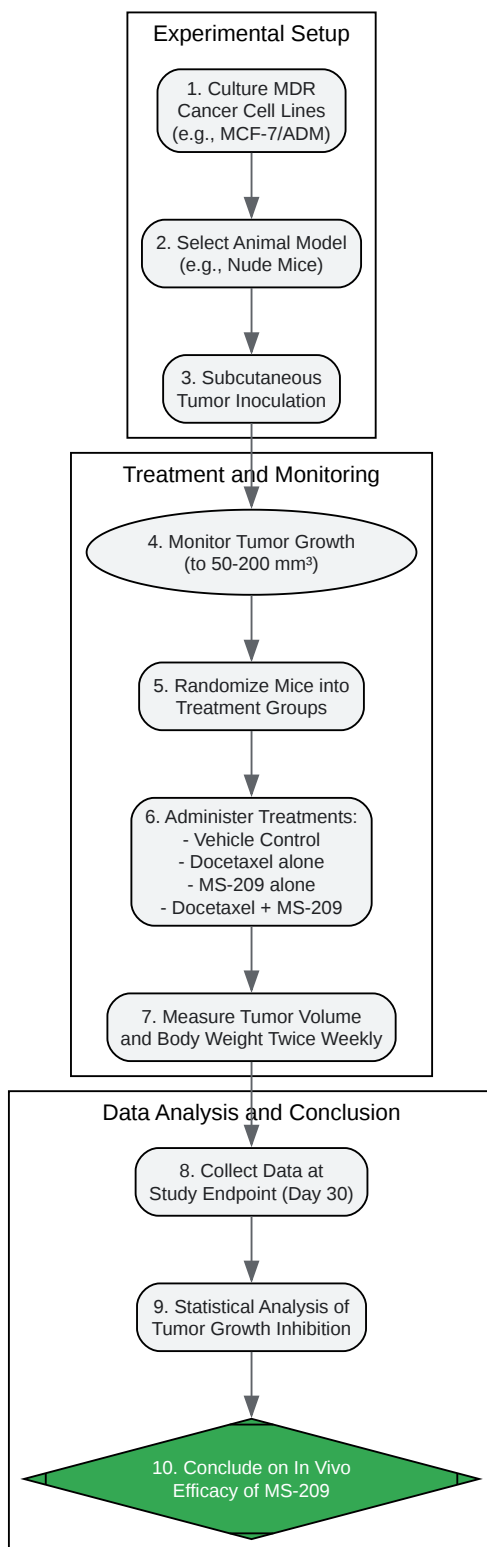 Experimental Setup
1. Culture MDR
Cancer Cell Lines
(e.g., MCF-7/ADM)
2. Select Animal Model
(e.g., Nude Mice)
3. Subcutaneous
Tumor Inoculation
Treatment and Monitoring
4. Monitor Tumor Growth
(to 50-200 mm³)
5. Randomize Mice into
Treatment Groups
6. Administer Treatments:
- Vehicle Control
- Docetaxel alone
- MS-209 alone
- Docetaxel + MS-209
7. Measure Tumor Volume
and Body Weight Twice Weekly
Data Analysis and Conclusion
8. Collect Data at
Study Endpoint (Day 30)
9. Statistical Analysis of
Tumor Growth Inhibition
10. Conclude on In Vivo
Efficacy of MS-209